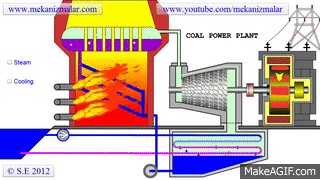 www.mekanizmalar.com
www.youtube.com/mekanizmalar
COAL POWER PLANT
Steam
Cooling
© S.E 2012
MakeAGIF.com